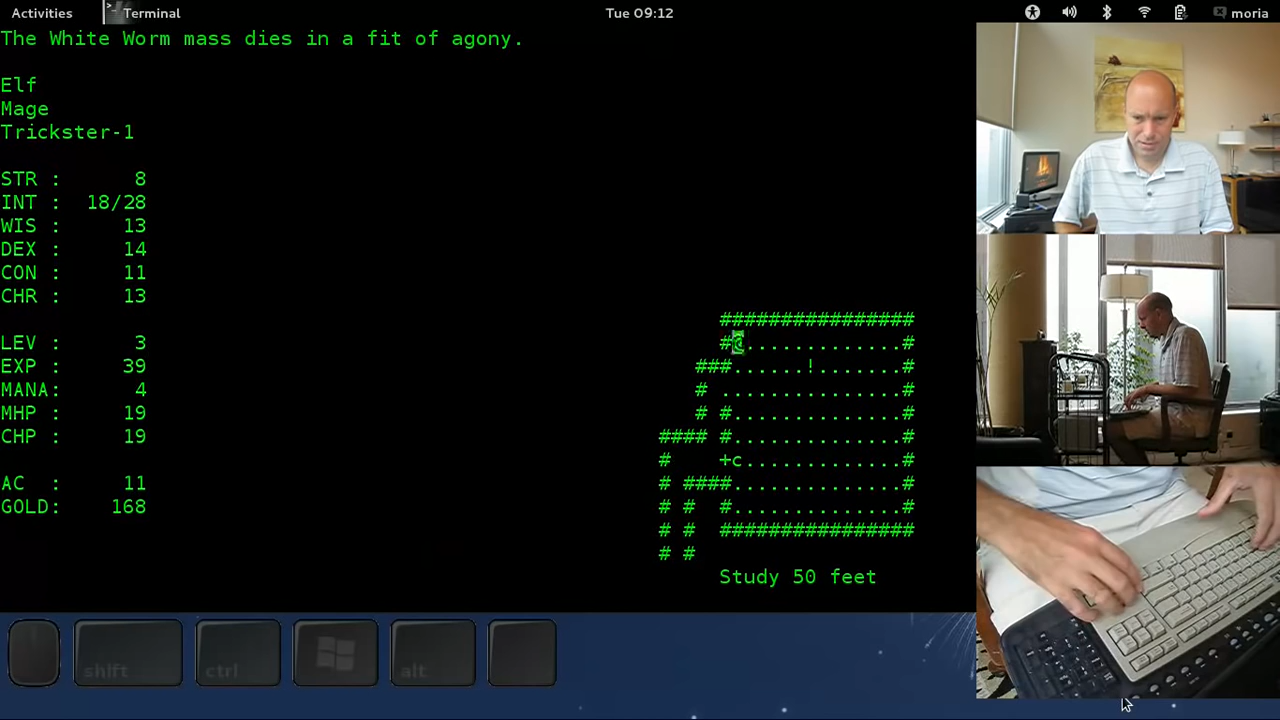 Activities
Terminal
Tue 09:12
moria
The White Worm mass dies in a fit of agony.
Elf
Mage
Trickster-1
STR : 8
INT : 18/28
WIS : 13
DEX : 14
CON : 11
CHR : 13
LEV : 3
EXP : 39
MANA: 4
MHP : 19
CHP : 19
AC : 11
GOLD: 168
################
#@.............#
###......!.......#
# ...............#
# #..............#
#### #..............#
# +c.............#
# ####..............#
# # #..............#
# # ################
# #
Study 50 feet
shift
ctrl
alt